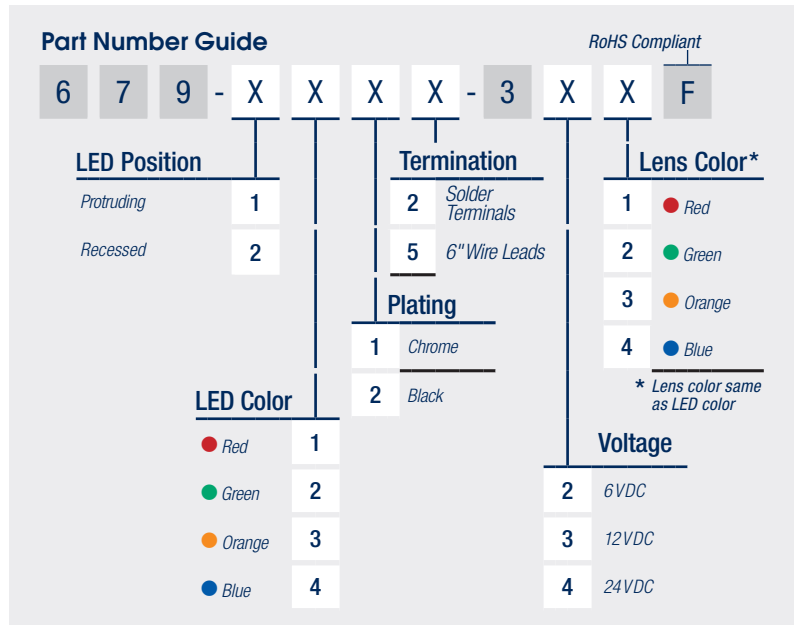 Part Number Guide
RoHS Compliant
6 7 9 - X X X X - 3 X X F
LED Position
Protruding 1
Recessed 2
Termination
2 Solder Terminals
5 6" Wire Leads
Lens Color*
1 Red
2 Green
3 Orange
4 Blue
* Lens color same
as LED color
Plating
1 Chrome
2 Black
LED Color
Red 1
Green 2
Orange 3
Blue 4
Voltage
2 6VDC
3 12VDC
4 24VDC